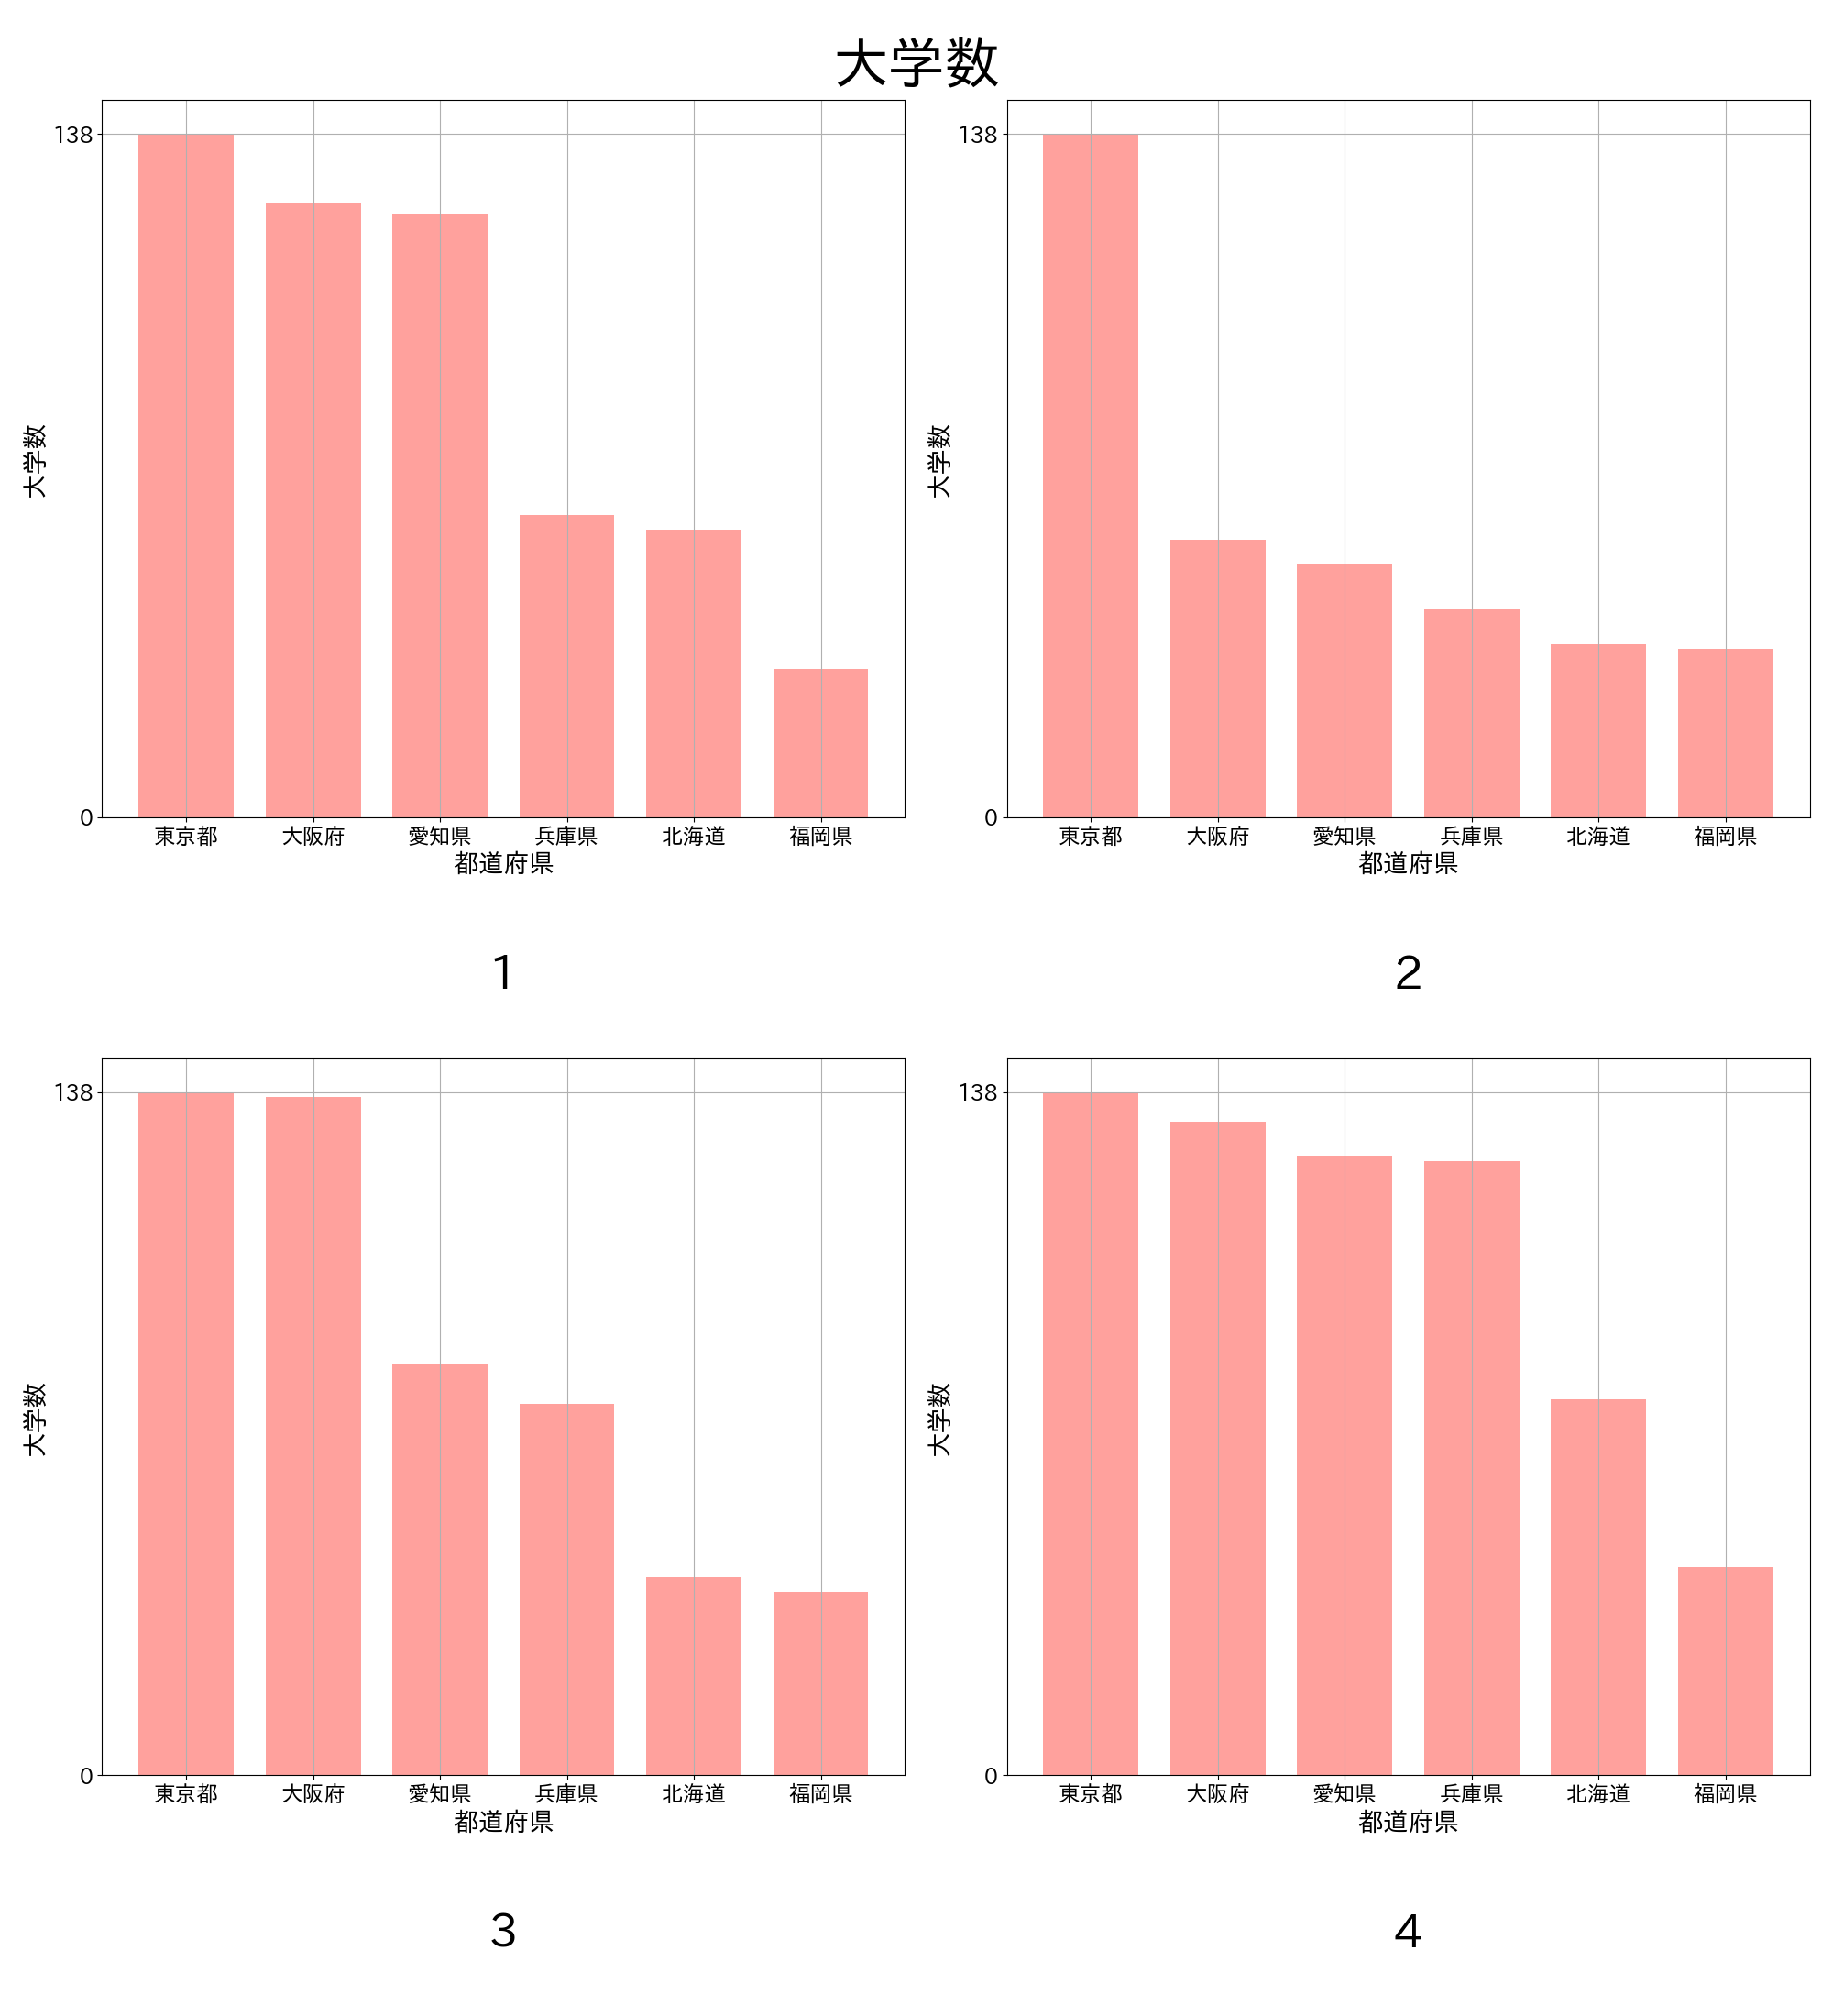 大学数
138
0
大学数
東京都 大阪府 愛知県 兵庫県 北海道 福岡県
都道府県
1
138
0
大学数
東京都 大阪府 愛知県 兵庫県 北海道 福岡県
都道府県
2
138
0
大学数
東京都 大阪府 愛知県 兵庫県 北海道 福岡県
都道府県
3
138
0
大学数
東京都 大阪府 愛知県 兵庫県 北海道 福岡県
都道府県
4